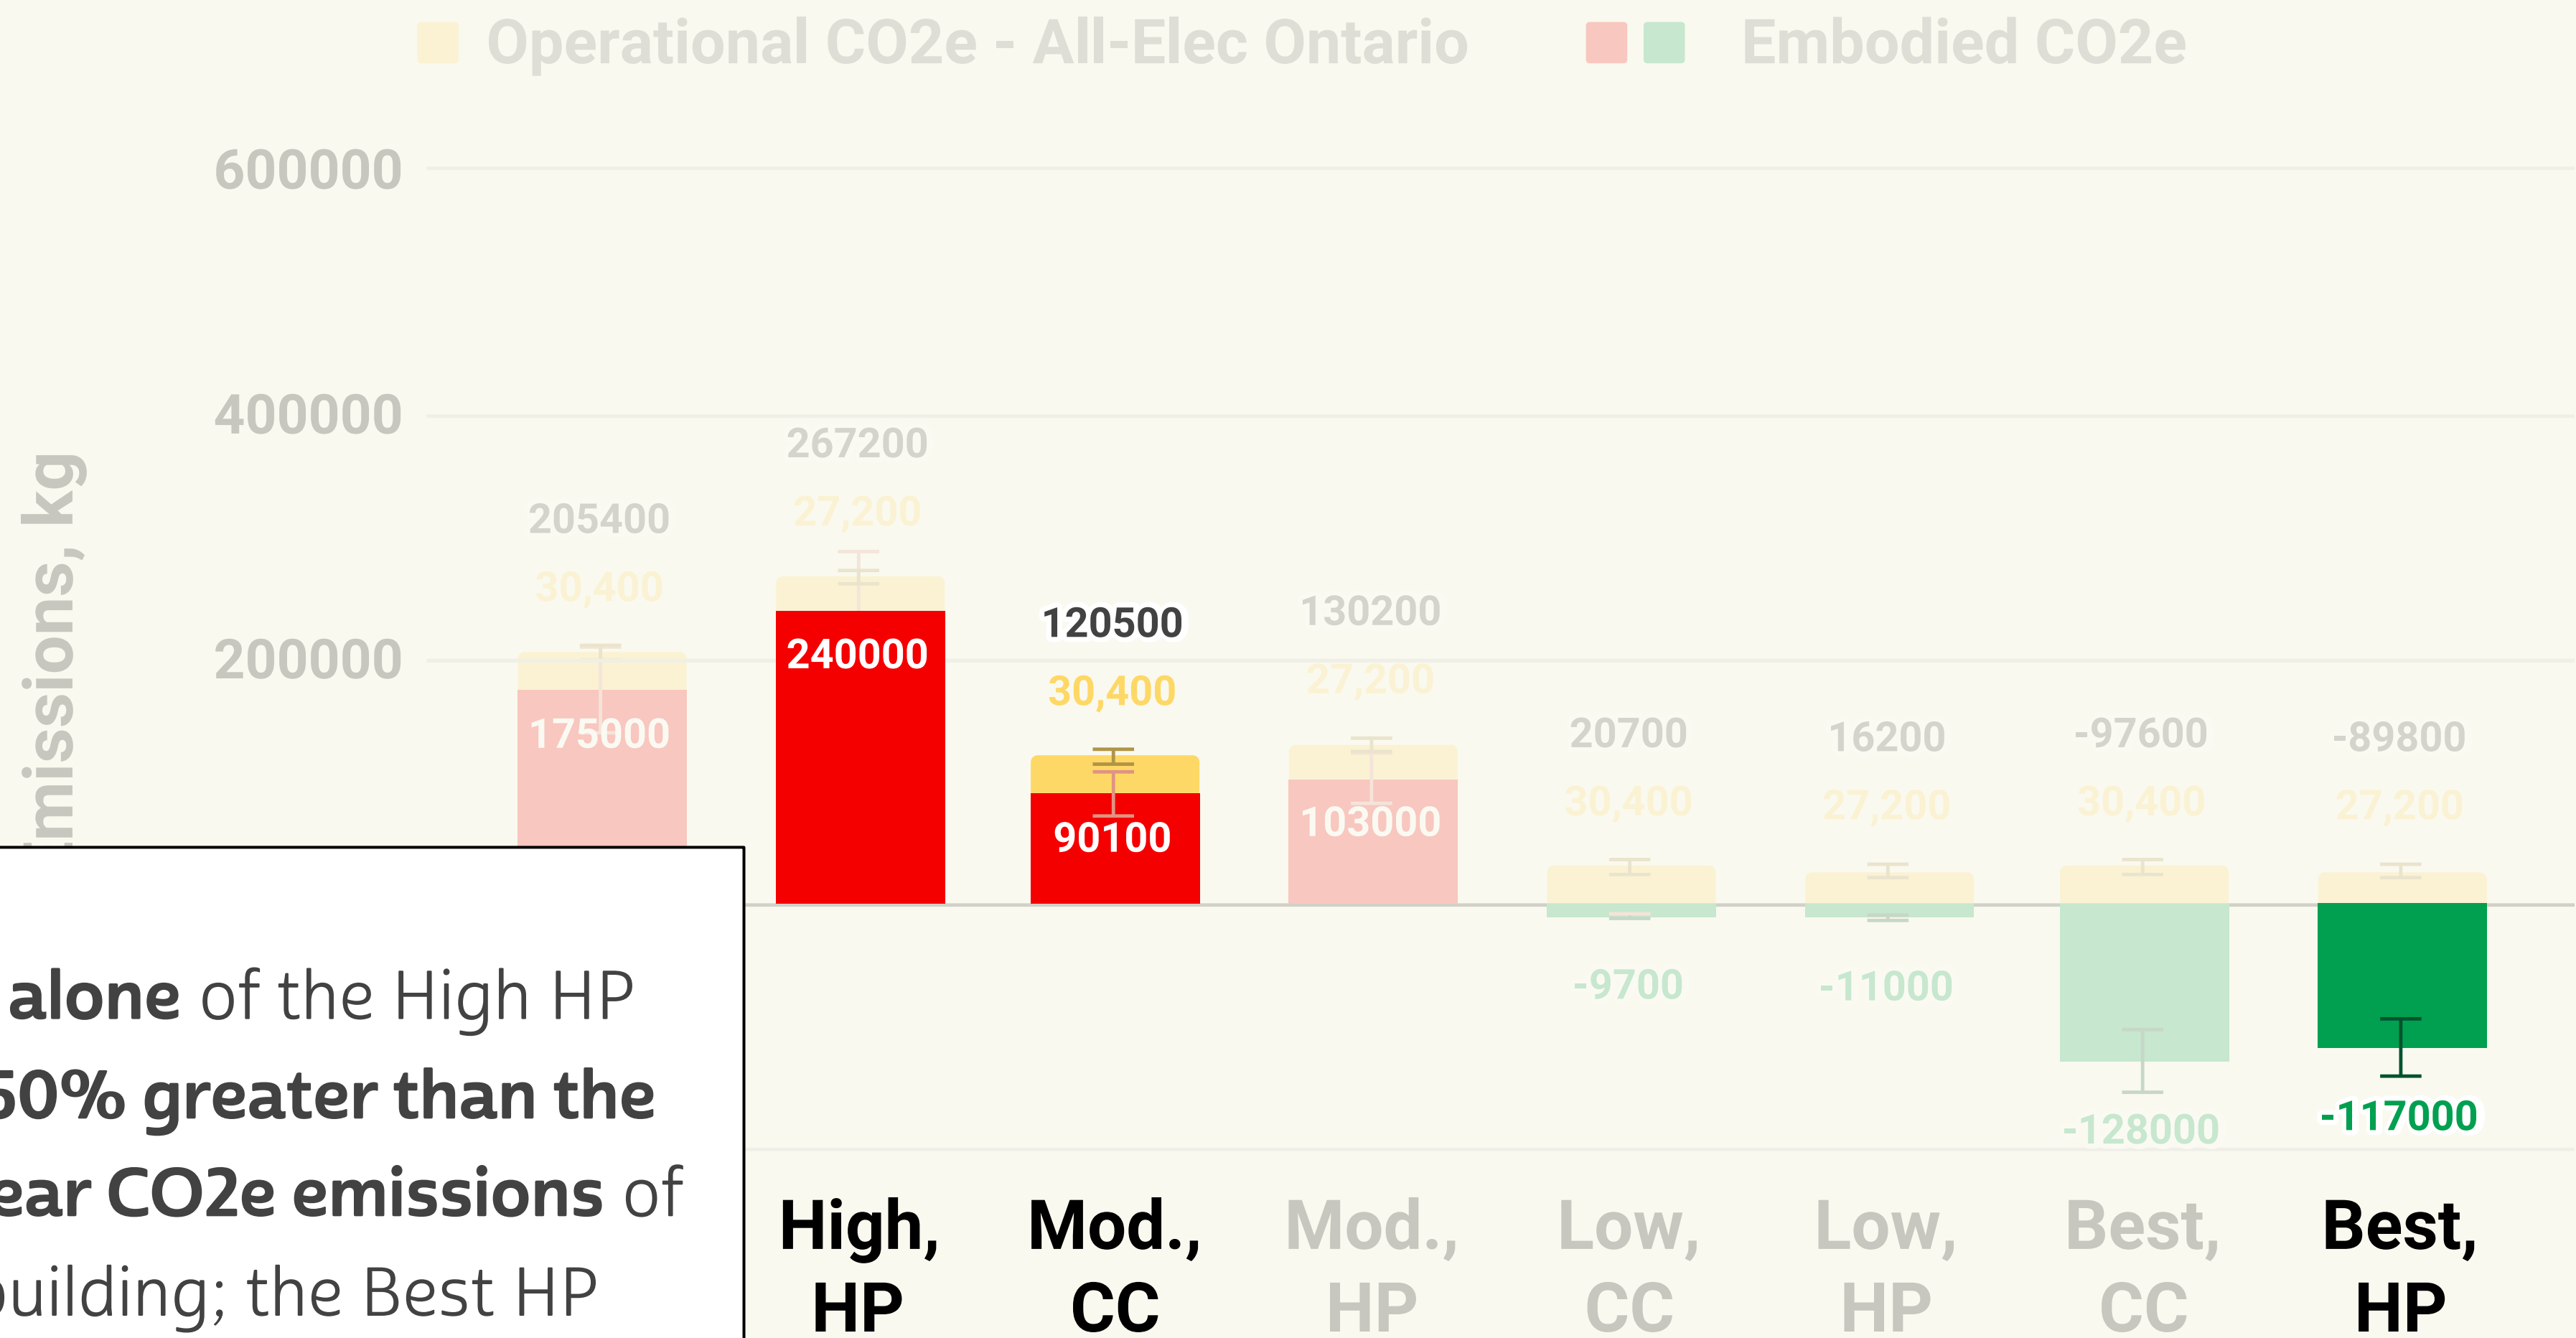 Operational CO2e - All-Elec Ontario Embodied CO2e
600000
400000
200000
205400
30,400
175000
267200
27,200
240000
120500
30,400
90100
130200
27,200
103000
20700
30,400
-9700
16200
27,200
-11000
-97600
30,400
-128000
-89800
27,200
-117000
alone of the High HP
50% greater than the
CO2e emissions of
the Best HP
High, HP
Mod., CC
Mod., HP
Low, CC
Low, HP
Best, CC
Best, HP
, kg